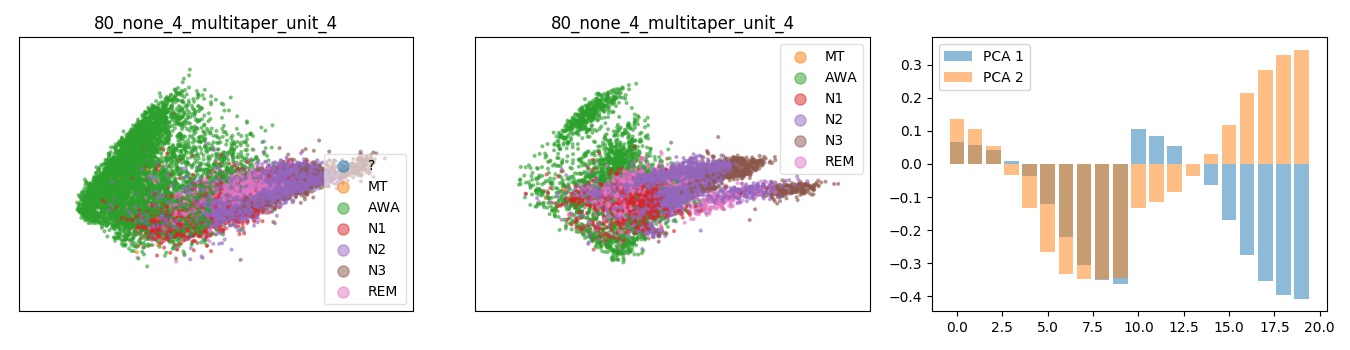 80_none_4_multitaper_unit_4
?
MT
AWA
N1
N2
N3
REM
80_none_4_multitaper_unit_4
MT
AWA
N1
N2
N3
REM
PCA 1
PCA 2
0.3
0.2
0.1
0.0
−0.1
−0.2
−0.3
−0.4
0.0 2.5 5.0 7.5 10.0 12.5 15.0 17.5 20.0